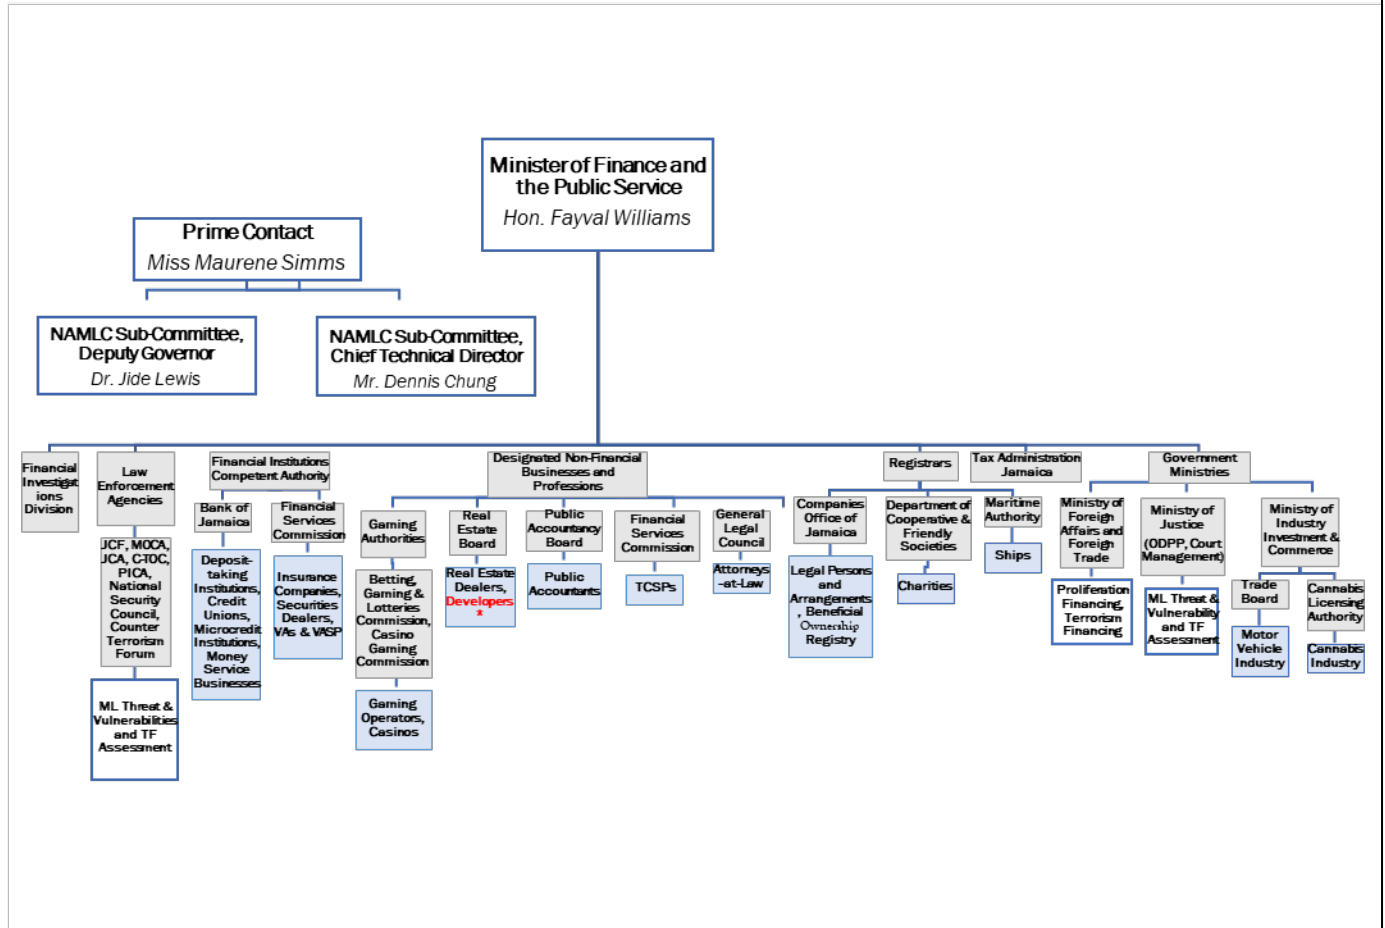 Minister of Finance and
the Public Service
Hon. Fayval Williams
Prime Contact
Miss Maurene Simms
NAMLC Sub-Committee,
Deputy Governor
Dr. Jide Lewis
NAMLC Sub-Committee,
Chief Technical Director
Mr. Dennis Chung
Financial
Investigat
ions
Division
Law
Enforcement
Agencies
JCF, MOCA,
JCA, C-TOC,
PICA,
National
Security
Council,
Counter
Terrorism
Forum
ML Threat &
Vulnerabilities
and TF
Assessment
Financial Institutions
Competent Authority
Bank of
Jamaica
Deposit-
taking
Institutions,
Credit
Unions,
Microcredit
Institutions,
Money
Service
Businesses
Financial
Services
Commission
Insurance
Companies,
Securities
Dealers,
VAs & VASP
Designated Non-Financial
Businesses and
Professions
Gaming
Authorities
Betting,
Gaming &
Lotteries
Commission,
Casino
Gaming
Commission
Gaming
Operators,
Casinos
Real
Estate
Board
Real Estate
Dealers,
Developers
*
Public
Accountancy
Board
Public
Accountants
Financial
Services
Commission
TCSPs
General
Legal
Council
Attorneys
-at-Law
Registrars
Companies
Office of
Jamaica
Legal Persons
and
Arrangements
, Beneficial
Ownership
Registry
Department of
Cooperative &
Friendly
Societies
Charities
Maritime
Authority
Ships
Tax Administration
Jamaica
Government
Ministries
Ministry of
Foreign
Affairs and
Foreign
Trade
Proliferation
Financing,
Terrorism
Financing
Ministry of
Justice
(ODPP, Court
Management)
ML Threat &
Vulnerability
and TF
Assessment
Ministry of
Industry
Investment &
Commerce
Trade
Board
Motor
Vehicle
Industry
Cannabis
Licensing
Authority
Cannabis
Industry